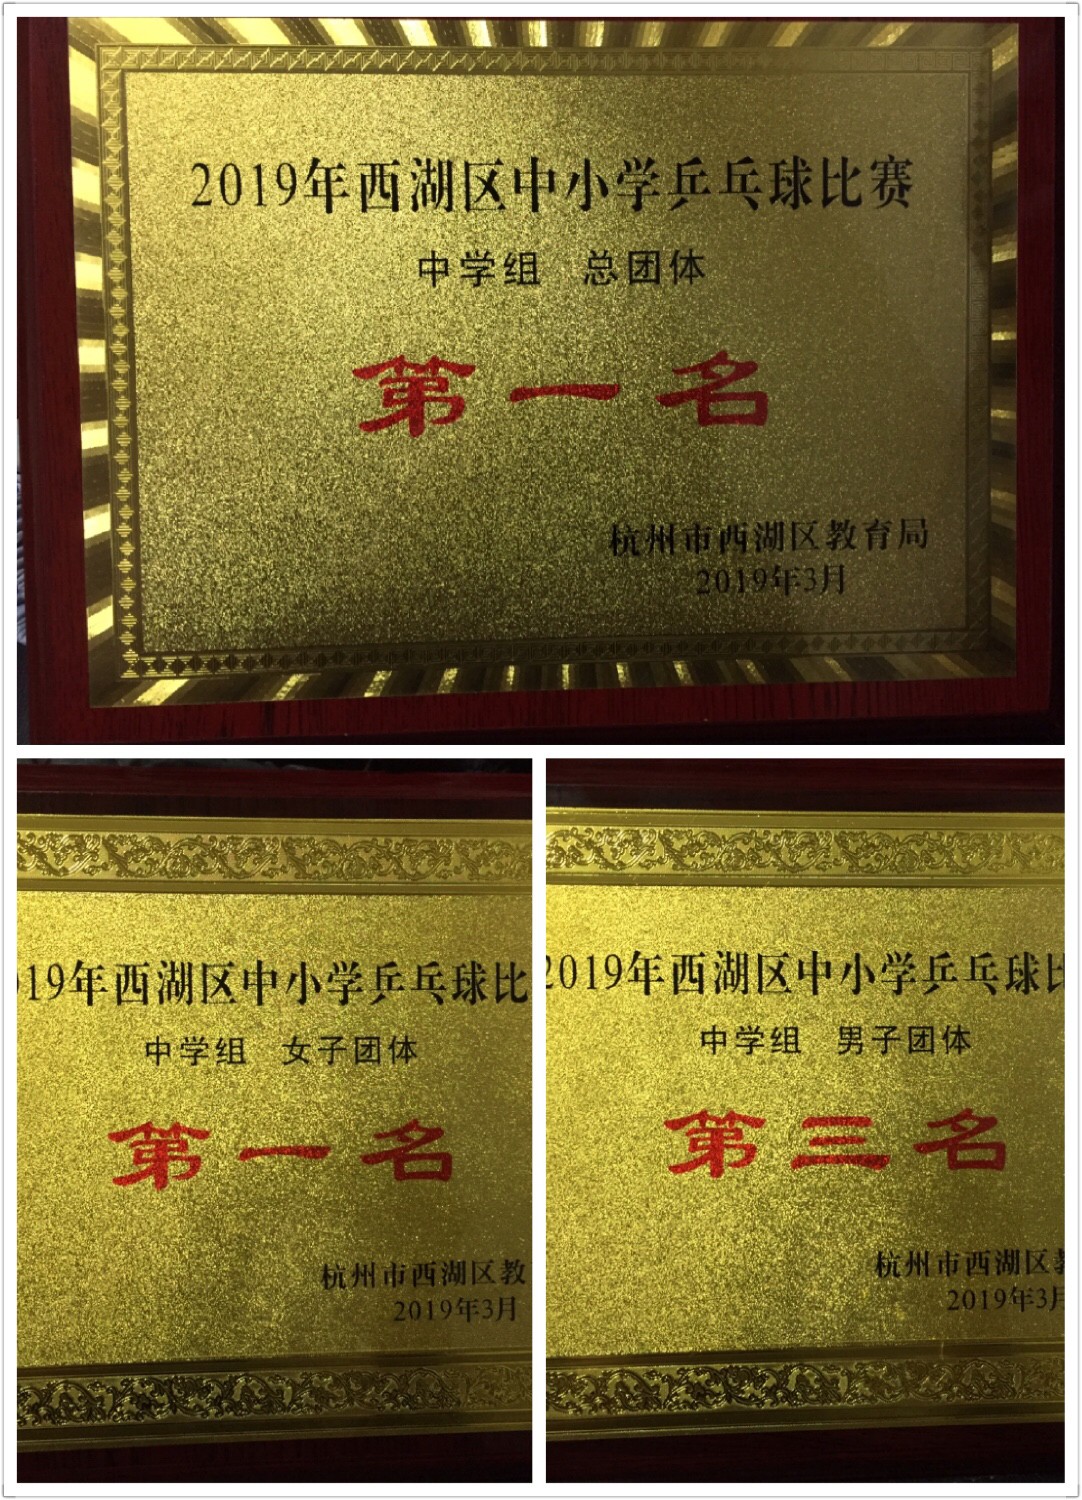 2019年西湖区中小学乒乓球比赛
中学组 总团体
第一名
杭州市西湖区教育局
2019年3月
19年西湖区中小学乒乓球比
中学组 女子团体
第一名
杭州市西湖区教
2019年3月
2019年西湖区中小学乒乓球比
中学组 男子团体
第三名
杭州市西湖区教
2019年3月